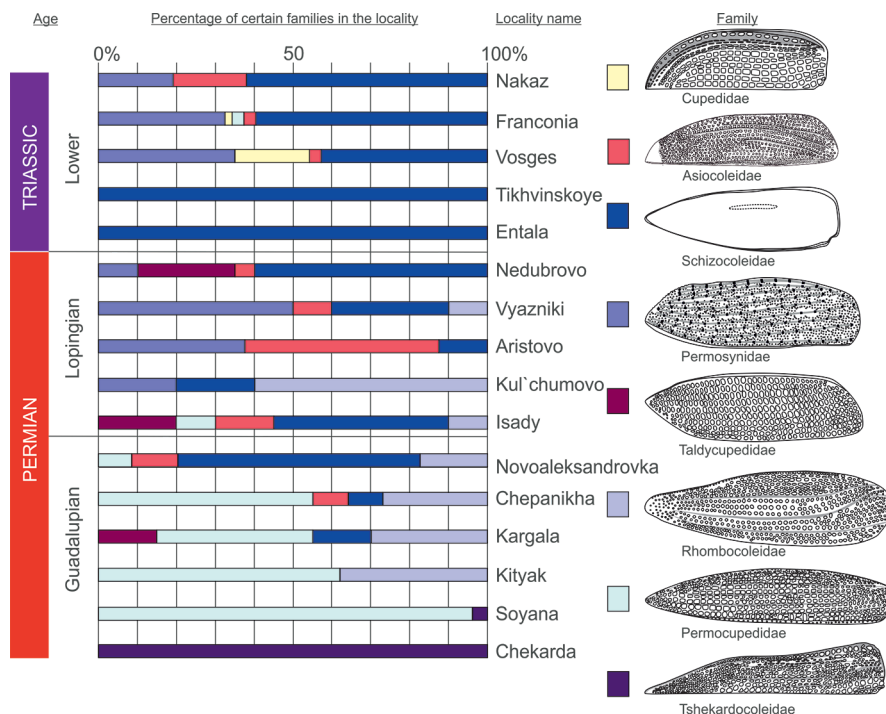 Age Percentage of certain families in the locality Locality name Family
0% 50 100%
TRIASSIC
Lower
Nakaz
Franconia
Vosges
Tikhvinskoye
Entala
PERMIAN
Lopingian
Nedubrovo
Vyazniki
Aristovo
Kul`chumovo
Isady
Guadalupian
Novoaleksandrovka
Chepanikha
Kargala
Kityak
Soyana
Chekarda
Cupedidae
Asiocoleidae
Schizocoleidae
Permosynidae
Taldycupedidae
Rhombocoleidae
Permocupedidae
Tshekardocoleidae